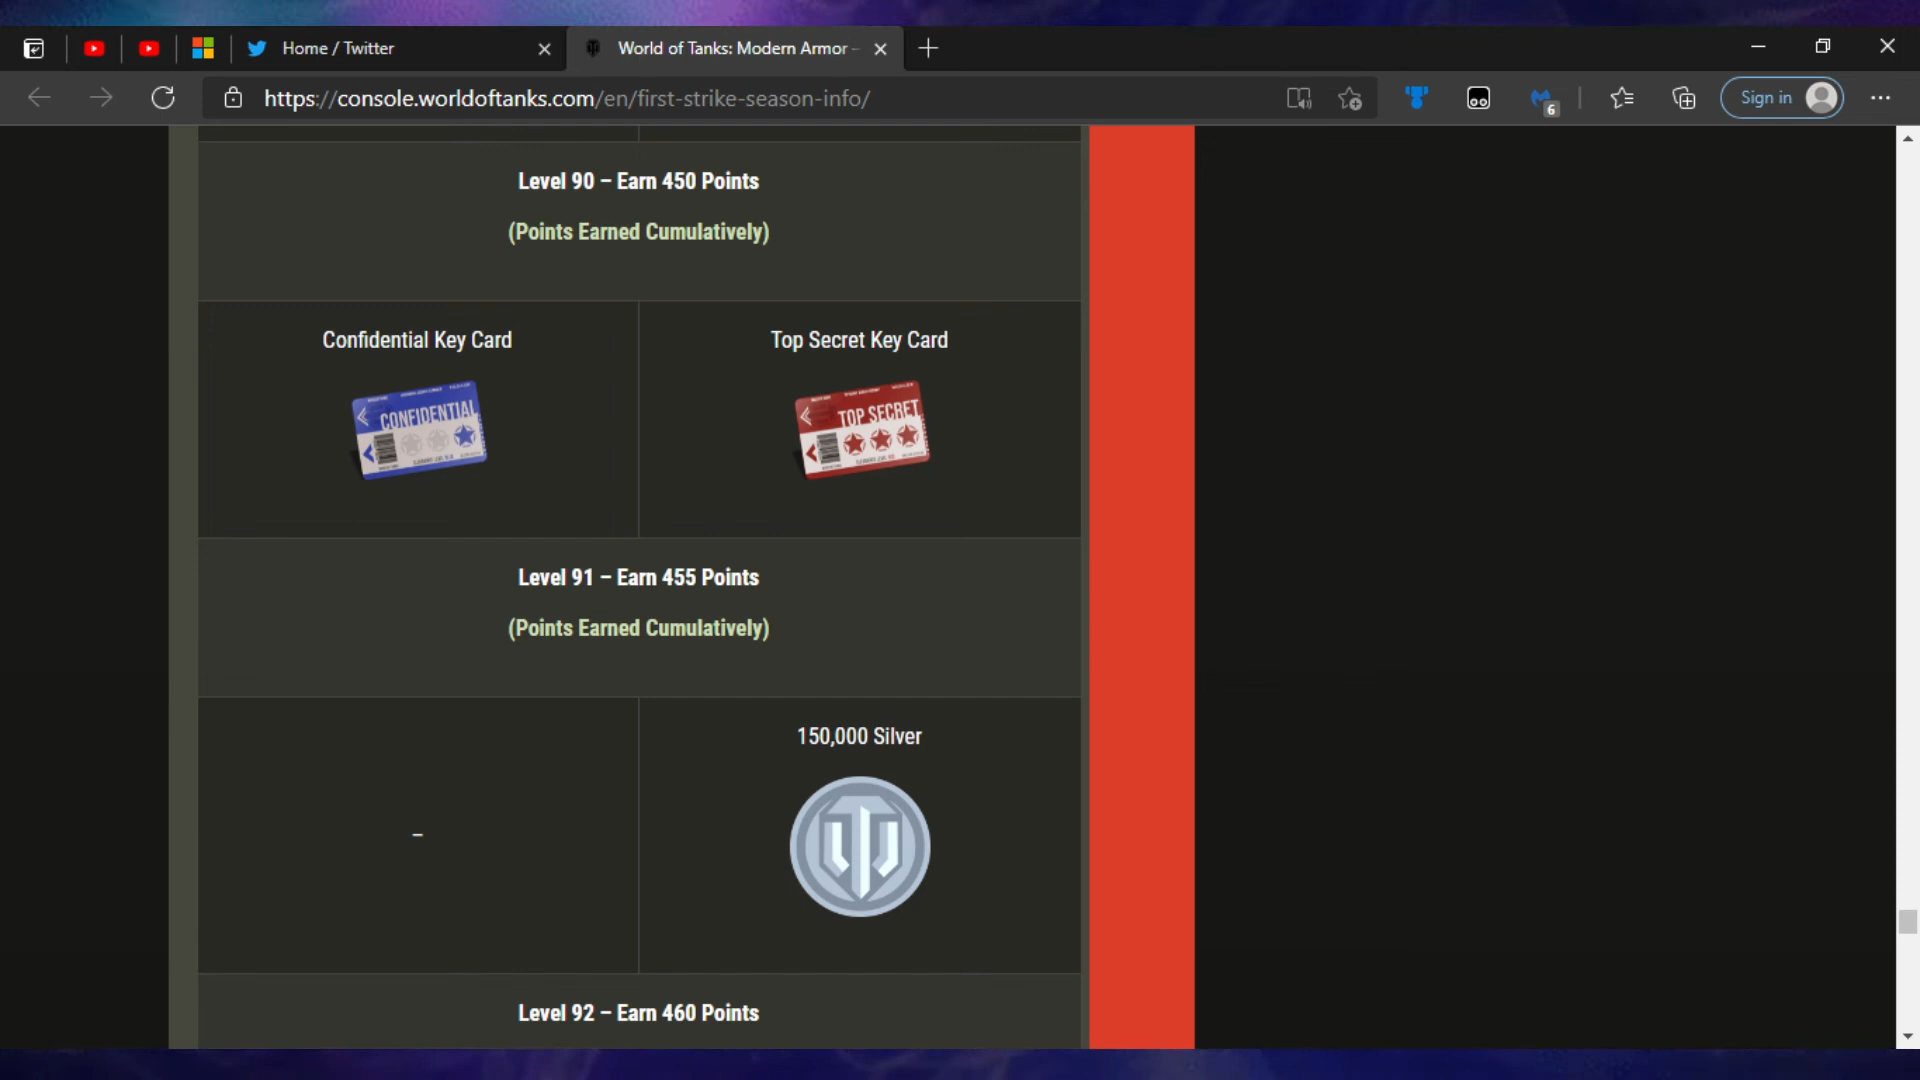 Home / Twitter
World of Tanks: Modern Armor –
https://console.worldoftanks.com/en/first-strike-season-info/
6
Sign in
Level 90 – Earn 450 Points
(Points Earned Cumulatively)
Confidential Key Card
Top Secret Key Card
CONFIDENTIAL
TOP SECRET
Level 91 – Earn 455 Points
(Points Earned Cumulatively)
–
150,000 Silver
Level 92 – Earn 460 Points